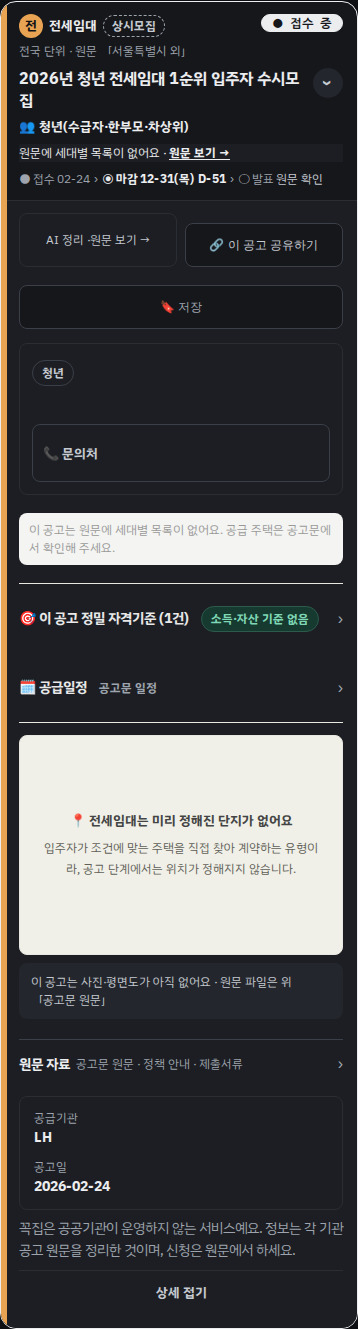 전 전세임대 상시모집 ● 접수 중
전국 단위 · 원문 「서울특별시 외」
2026년 청년 전세임대 1순위 입주자 수시모
집
👥 청년(수급자·한부모·차상위)
원문에 세대별 목록이 없어요 · 원문 보기 →
● 접수 02-24 › ◉ 마감 12-31(목) D-51 › ○ 발표 원문 확인
AI 정리 ·원문 보기 →
🔗 이 공고 공유하기
🔖 저장
청년
📞 문의처
이 공고는 원문에 세대별 목록이 없어요. 공급 주택은 공고문에
서 확인해 주세요.
🎯 이 공고 정밀 자격기준 (1건) 소득·자산 기준 없음 ›
🗓️ 공급일정 공고문 일정 ›
📍 전세임대는 미리 정해진 단지가 없어요
입주자가 조건에 맞는 주택을 직접 찾아 계약하는 유형이
라, 공고 단계에서는 위치가 정해지지 않습니다.
이 공고는 사진·평면도가 아직 없어요 · 원문 파일은 위
「공고문 원문」
원문 자료 공고문 원문 · 정책 안내 · 제출서류 ›
공급기관
LH
공고일
2026-02-24
꼭집은 공공기관이 운영하지 않는 서비스예요. 정보는 각 기관
공고 원문을 정리한 것이며, 신청은 원문에서 하세요.
상세 접기